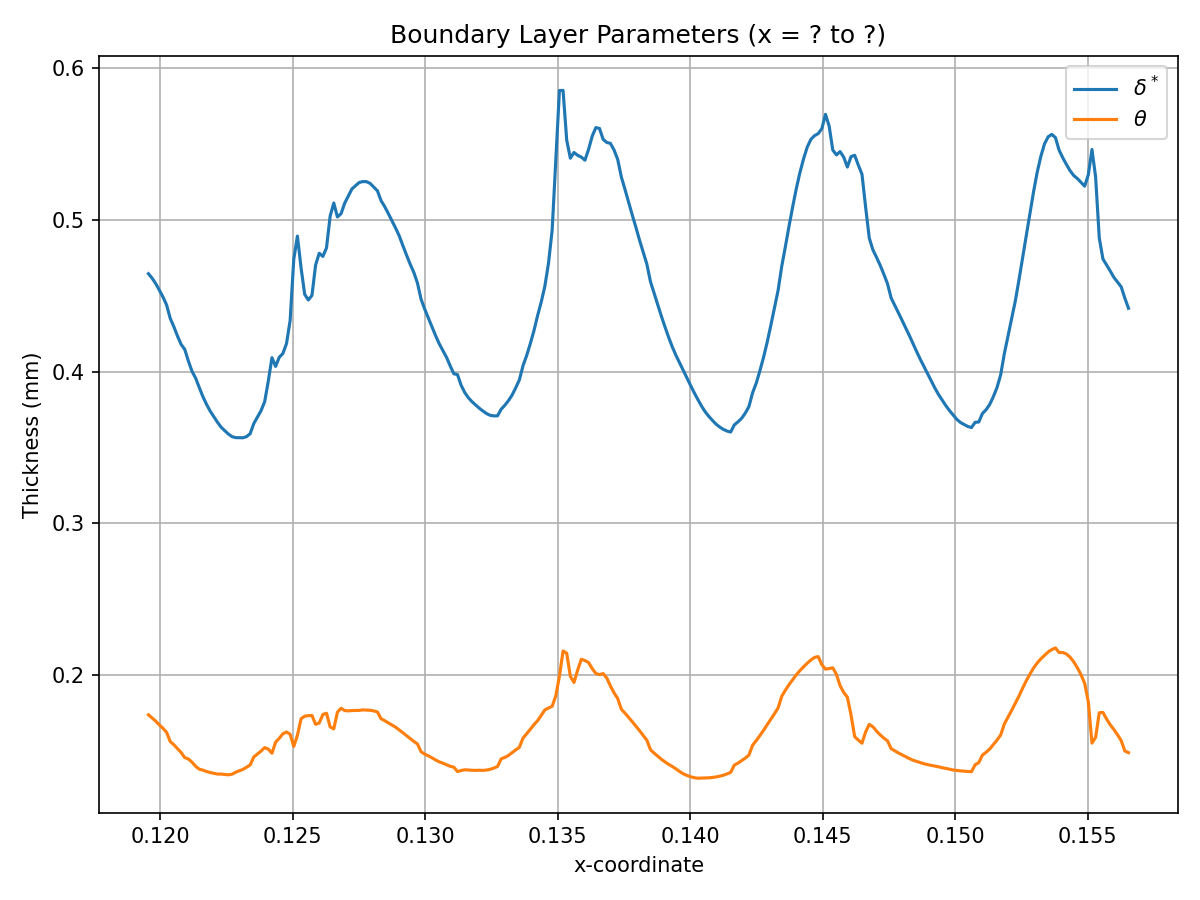 Boundary Layer Parameters (x = ? to ?)
δ*
θ
Thickness (mm)
0.6
0.5
0.4
0.3
0.2
0.120 0.125 0.130 0.135 0.140 0.145 0.150 0.155
x-coordinate